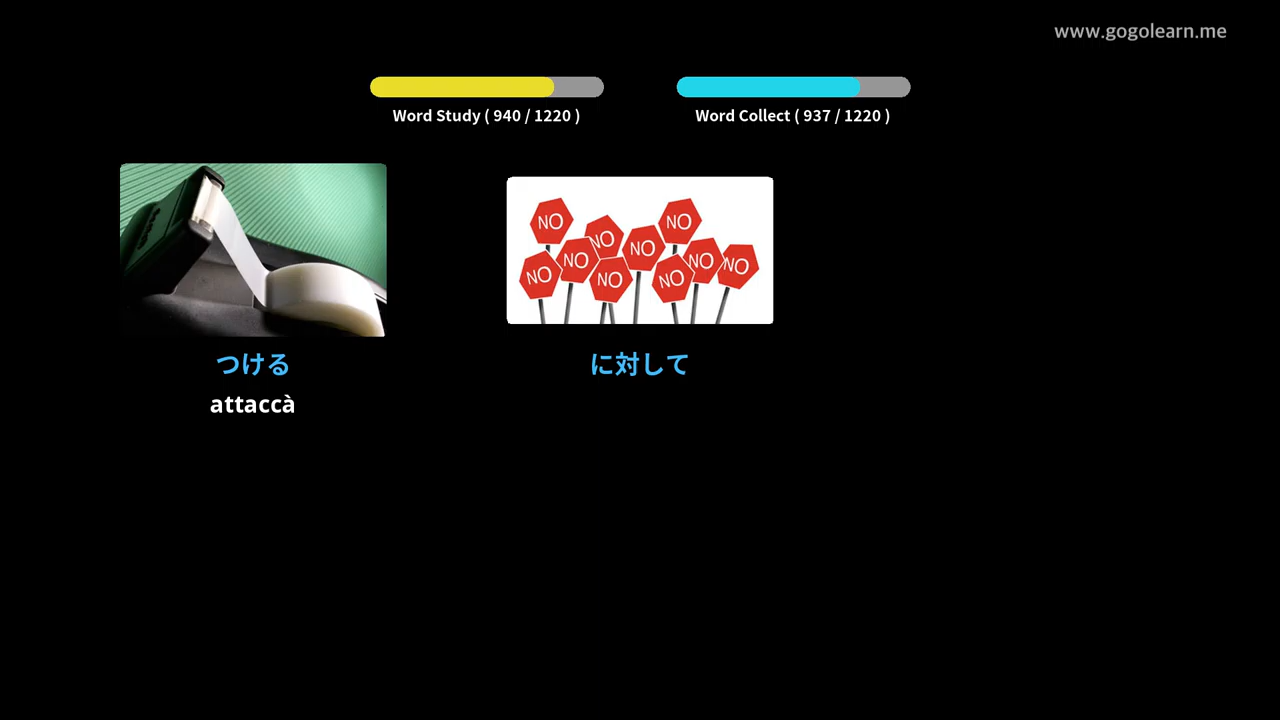 www.gogolearn.me
Word Study ( 940 / 1220 )
Word Collect ( 937 / 1220 )
NO
NO
NO
NO
NO
NO
NO
NO
NO
NO
つける
に対して
attaccà